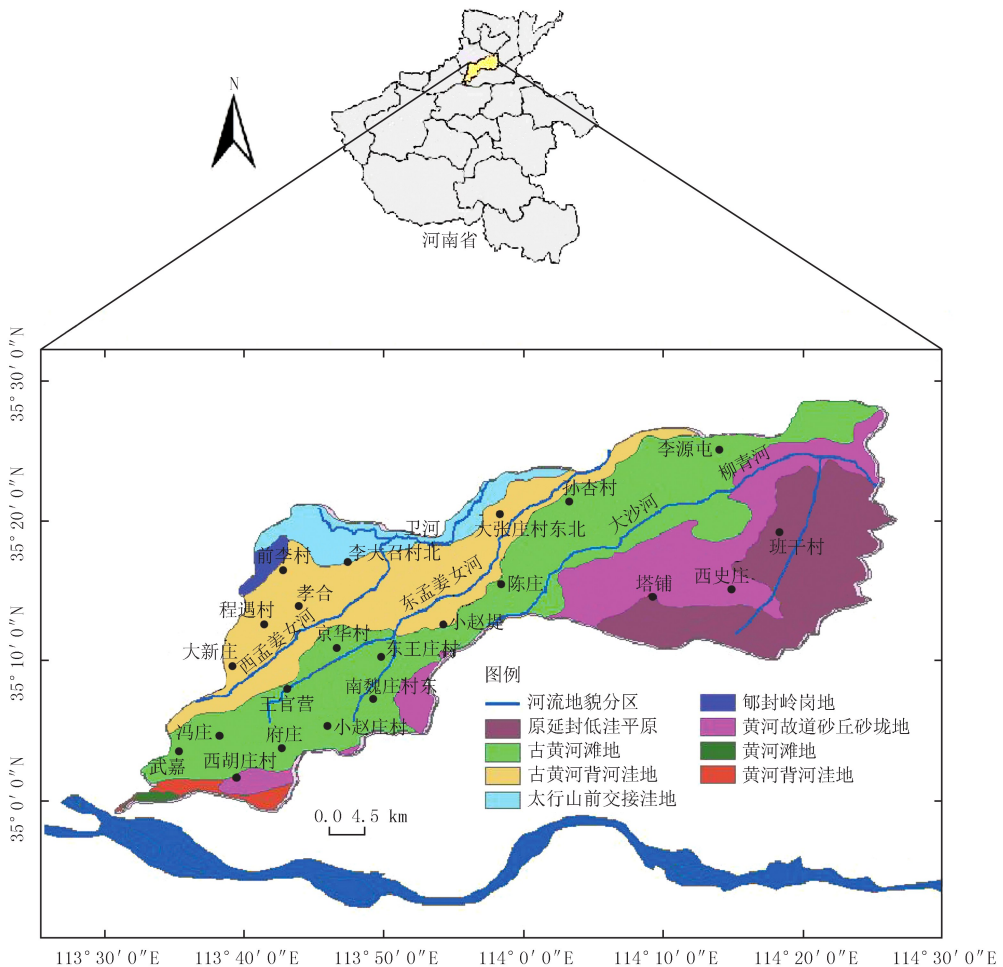 N
河南省
35°30′0″N
35°20′0″N
35°10′0″N
35°0′0″N
李源屯
柳青河
孙杏村
大沙河
卫河
大张庄村东北
班干村
前李村
李大召村北
东孟姜女河
陈庄
塔铺
西史庄
孝合
程遇村
西孟姜女河
京华村
小赵堤
大新庄
东王庄村
南魏庄村东
王官营
冯庄
府庄
小赵庄村
武嘉
西胡庄村
图例
河流地貌分区
原延封低洼平原
古黄河滩地
古黄河背河洼地
太行山前交接洼地
郇封岭岗地
黄河故道砂丘砂垅地
黄河滩地
黄河背河洼地
0.0 4.5 km
113°30′0″E
113°40′0″E
113°50′0″E
114°0′0″E
114°10′0″E
114°20′0″E
114°30′0″E